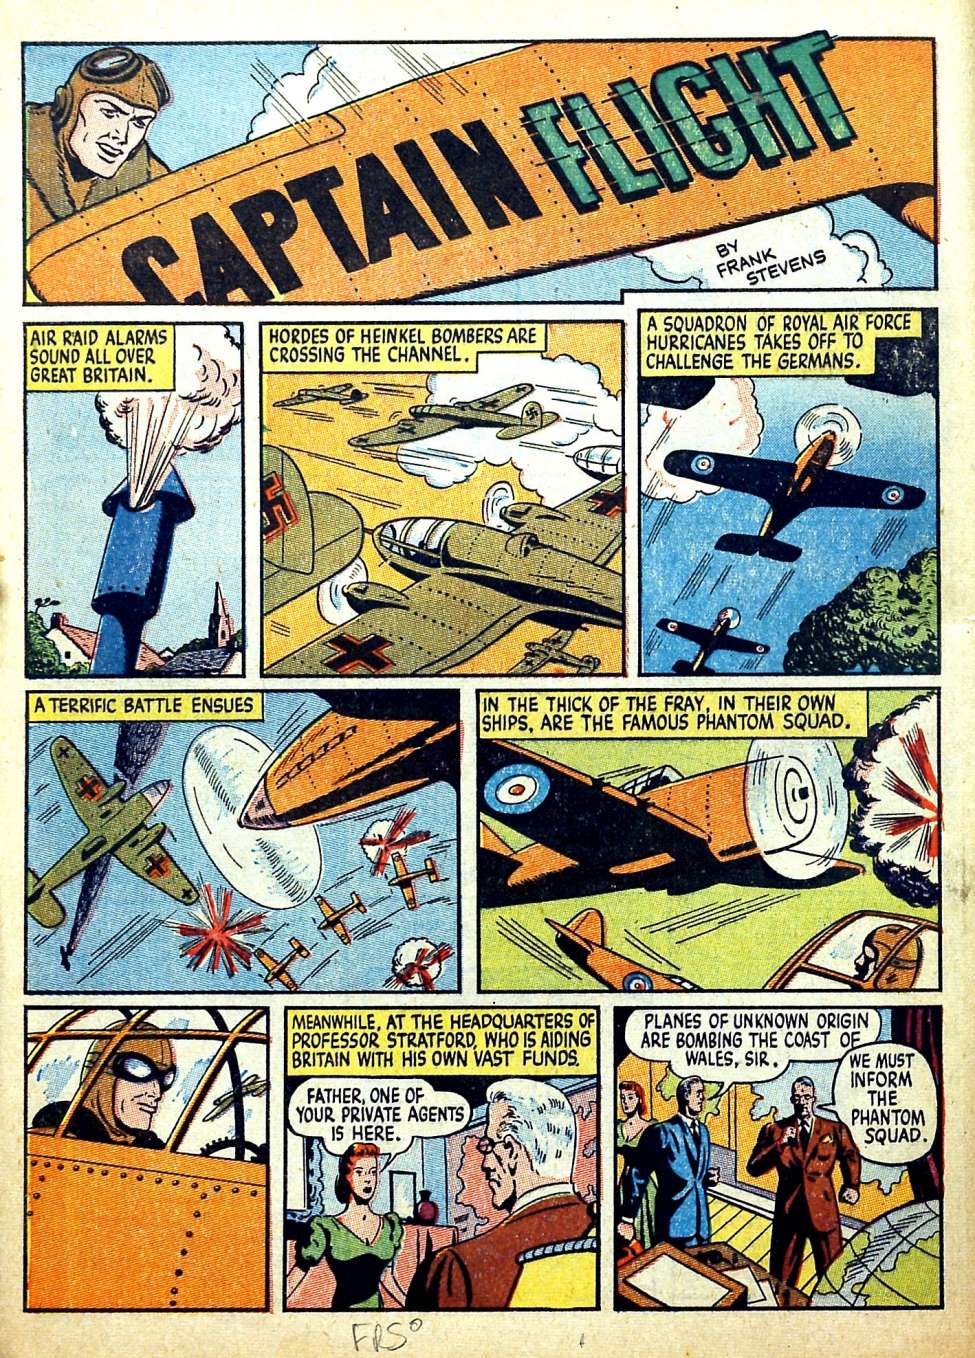 CAPTAIN FLIGHT
BY
FRANK
STEVENS
AIR RAID ALARMS
SOUND ALL OVER
GREAT BRITAIN.
HORDES OF HEINKEL BOMBERS ARE
CROSSING THE CHANNEL.
A SQUADRON OF ROYAL AIR FORCE
HURRICANES TAKES OFF TO
CHALLENGE THE GERMANS.
A TERRIFIC BATTLE ENSUES
IN THE THICK OF THE FRAY, IN THEIR OWN
SHIPS, ARE THE FAMOUS PHANTOM SQUAD.
MEANWHILE, AT THE HEADQUARTERS OF
PROFESSOR STRATFORD, WHO IS AIDING
BRITAIN WITH HIS OWN VAST FUNDS.
FATHER, ONE OF
YOUR PRIVATE AGENTS
IS HERE.
PLANES OF UNKNOWN ORIGIN
ARE BOMBING THE COAST OF
WALES, SIR.
WE MUST
INFORM
THE
PHANTOM
SQUAD.